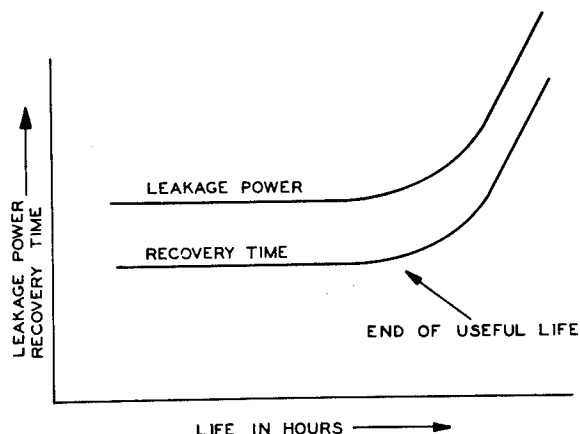 LEAKAGE POWER
RECOVERY TIME
LEAKAGE POWER
RECOVERY TIME
END OF USEFUL LIFE
LIFE IN HOURS